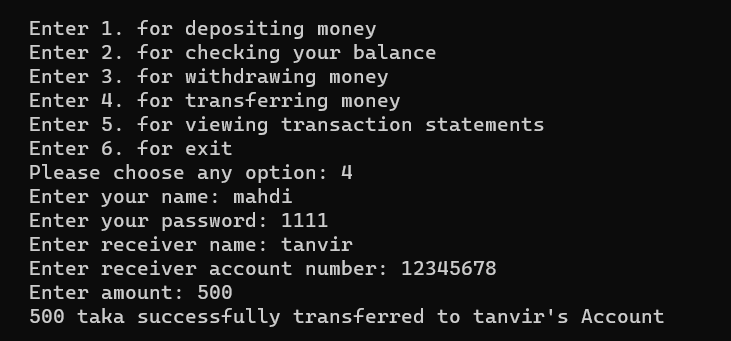 Enter 1. for depositing money
Enter 2. for checking your balance
Enter 3. for withdrawing money
Enter 4. for transferring money
Enter 5. for viewing transaction statements
Enter 6. for exit
Please choose any option: 4
Enter your name: mahdi
Enter your password: 1111
Enter receiver name: tanvir
Enter receiver account number: 12345678
Enter amount: 500
500 taka successfully transferred to tanvir's Account